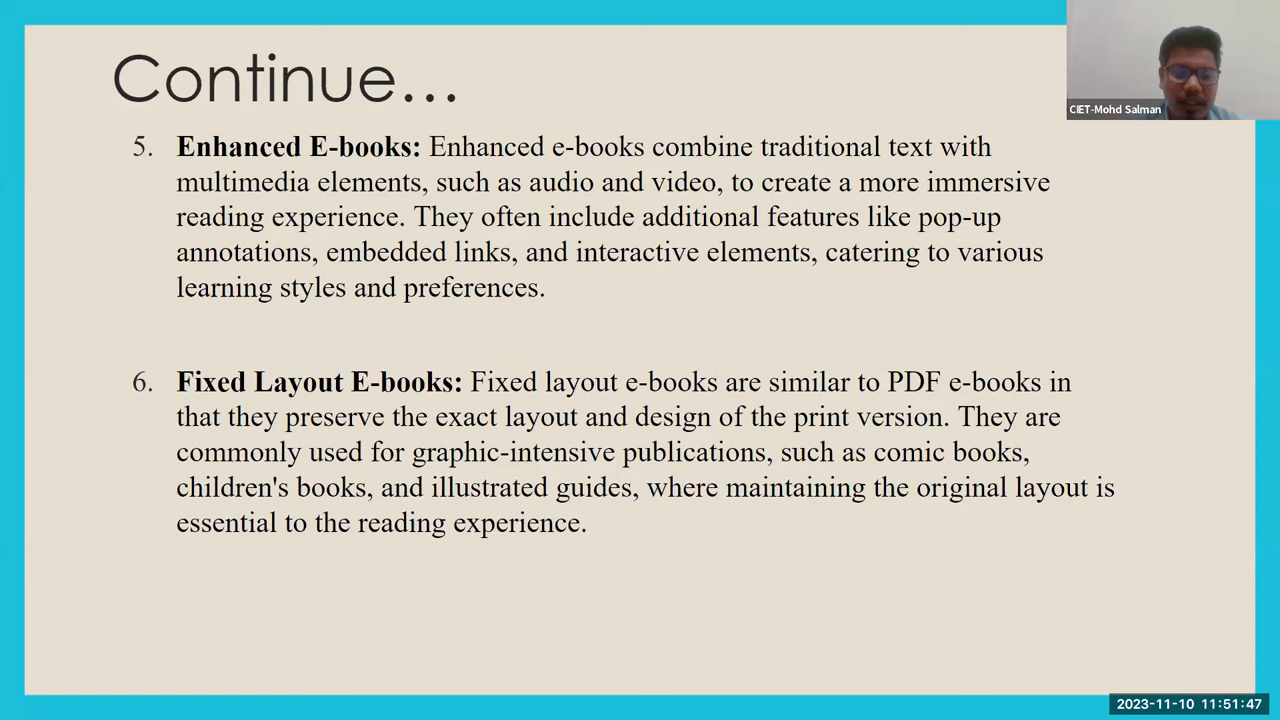 Continue…
CIET-Mohd Salman
5. Enhanced E-books: Enhanced e-books combine traditional text with
multimedia elements, such as audio and video, to create a more immersive
reading experience. They often include additional features like pop-up
annotations, embedded links, and interactive elements, catering to various
learning styles and preferences.
6. Fixed Layout E-books: Fixed layout e-books are similar to PDF e-books in
that they preserve the exact layout and design of the print version. They are
commonly used for graphic-intensive publications, such as comic books,
children's books, and illustrated guides, where maintaining the original layout is
essential to the reading experience.
2023-11-10 11:51:47